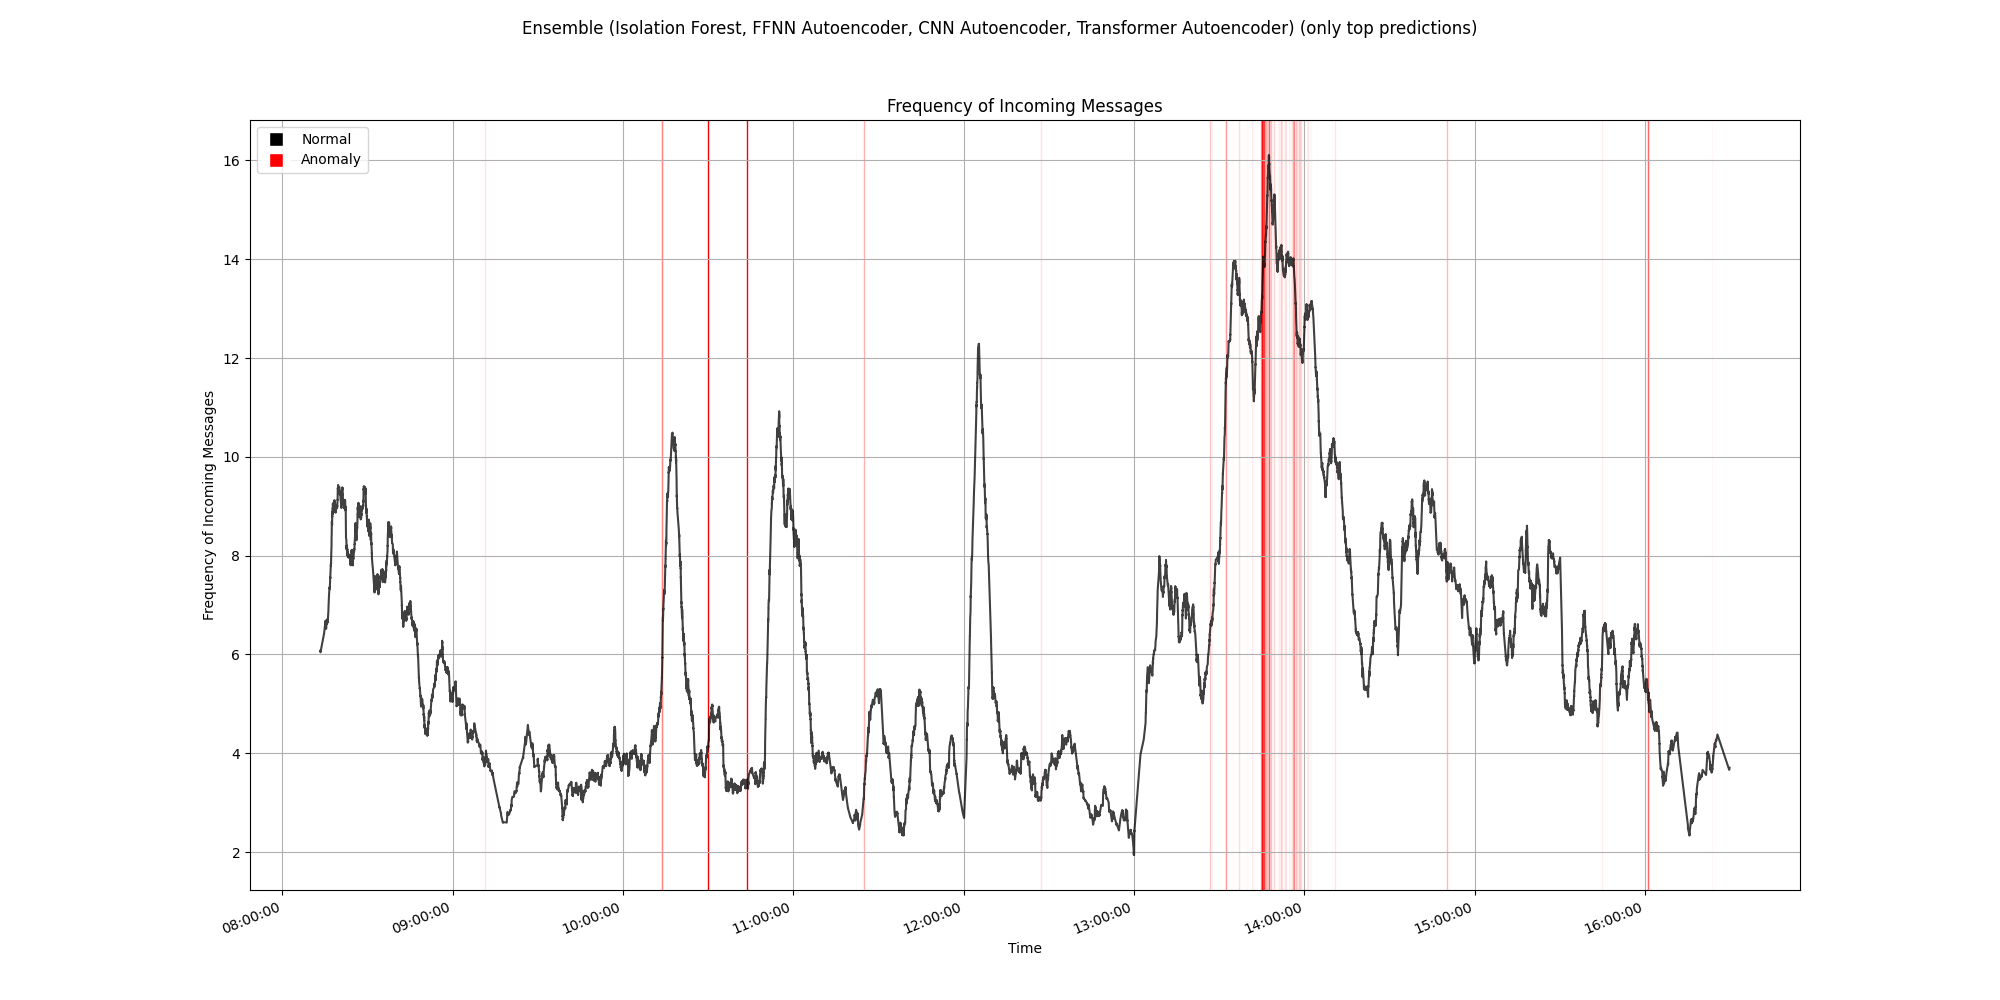 Ensemble (Isolation Forest, FFNN Autoencoder, CNN Autoencoder, Transformer Autoencoder) (only top predictions)
Frequency of Incoming Messages
Normal
Anomaly
16
14
12
10
8
6
4
2
Frequency of Incoming Messages
08:00:00
09:00:00
10:00:00
11:00:00
12:00:00
13:00:00
14:00:00
15:00:00
16:00:00
Time